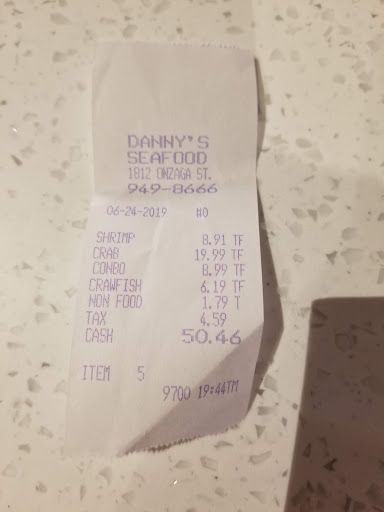 DANNY'S
SEAFOOD
1812 ONZAGA ST.
949-8666
06-24-2019 #0
SHRIMP 8.91 TF
CRAB 19.99 TF
COMBO 8.99 TF
CRAWFISH 6.19 TF
NON FOOD 1.79 T
TAX 4.59
CASH 50.46
ITEM 5
9700 19:44TM